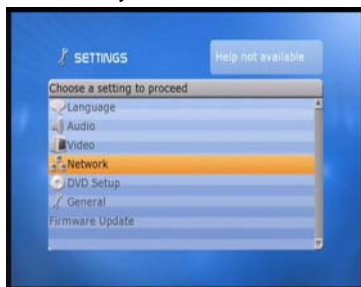 SETTINGS
Help not available
Choose a setting to proceed
Language
Audio
Video
Network
DVD Setup
General
Firmware Update